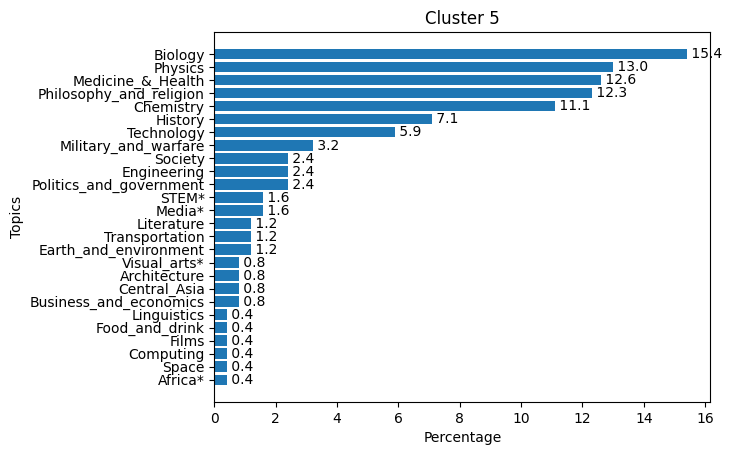 Cluster 5
Topics
Biology 15.4
Physics 13.0
Medicine_&_Health 12.6
Philosophy_and_religion 12.3
Chemistry 11.1
History 7.1
Technology 5.9
Military_and_warfare 3.2
Society 2.4
Engineering 2.4
Politics_and_government 2.4
STEM* 1.6
Media* 1.6
Literature 1.2
Transportation 1.2
Earth_and_environment 1.2
Visual_arts* 0.8
Architecture 0.8
Central_Asia 0.8
Business_and_economics 0.8
Linguistics 0.4
Food_and_drink 0.4
Films 0.4
Computing 0.4
Space 0.4
Africa* 0.4
0 2 4 6 8 10 12 14 16
Percentage